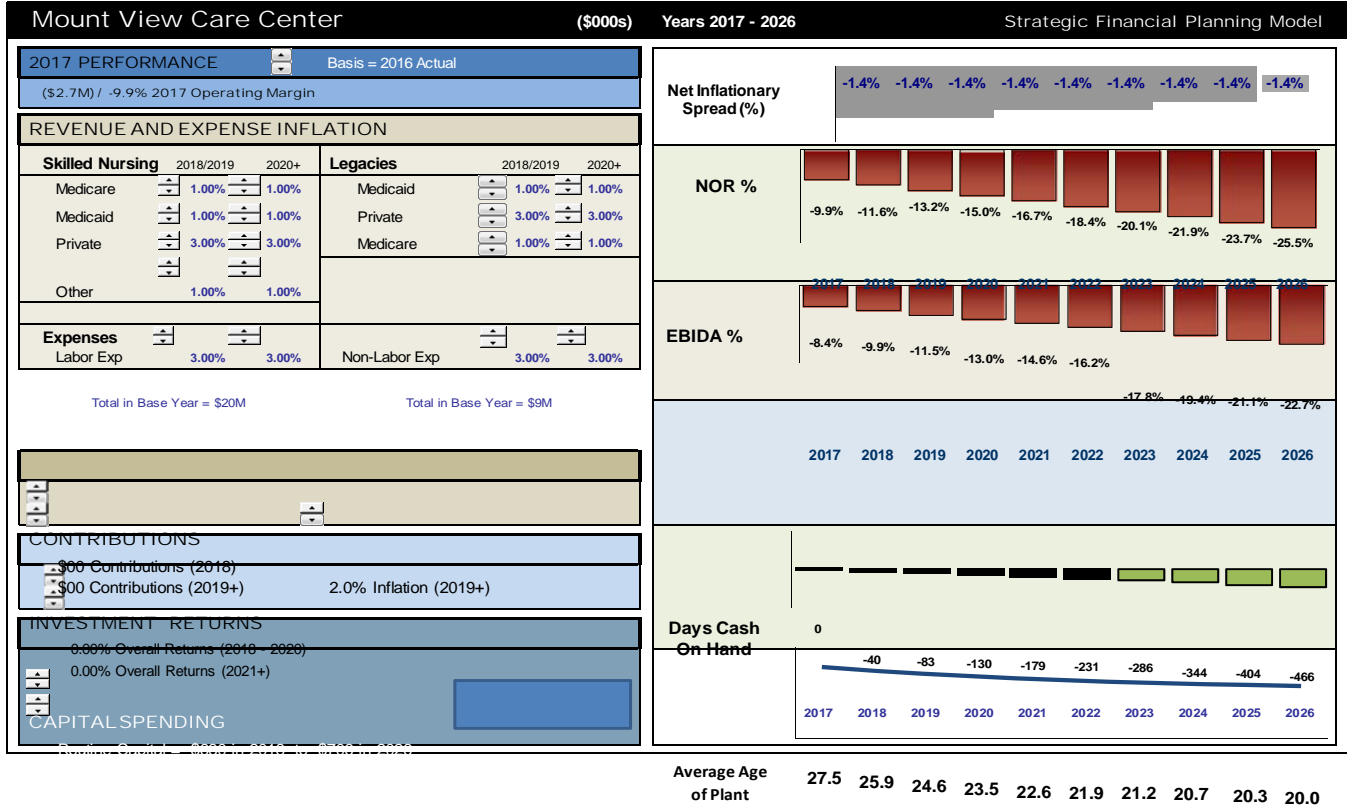 Mount View Care Center ($000s) Years 2017 - 2026 Strategic Financial Planning Model
2017 PERFORMANCE Basis = 2016 Actual
($2.7M) / -9.9% 2017 Operating Margin
REVENUE AND EXPENSE INFLATION
Skilled Nursing 2018/2019 2020+ Legacies 2018/2019 2020+
Medicare 1.00% 1.00% Medicaid 1.00% 1.00%
Medicaid 1.00% 1.00% Private 3.00% 3.00%
Private 3.00% 3.00% Medicare 1.00% 1.00%
Other 1.00% 1.00%
Expenses
Labor Exp 3.00% 3.00% Non-Labor Exp 3.00% 3.00%
Total in Base Year = $20M Total in Base Year = $9M
CONTRIBUTIONS
$00 Contributions (2018)
$00 Contributions (2019+) 2.0% Inflation (2019+)
INVESTMENT RETURNS
0.00% Overall Returns (2018 - 2020)
0.00% Overall Returns (2021+)
CAPITAL SPENDING
Net Inflationary
Spread (%)
-1.4% -1.4% -1.4% -1.4% -1.4% -1.4% -1.4% -1.4% -1.4%
NOR %
-9.9% -11.6% -13.2% -15.0% -16.7% -18.4% -20.1% -21.9% -23.7% -25.5%
2017 2018 2019 2020 2021 2022 2023 2024 2025 2026
EBIDA %
-8.4% -9.9% -11.5% -13.0% -14.6% -16.2% -17.8% -19.4% -21.1% -22.7%
2017 2018 2019 2020 2021 2022 2023 2024 2025 2026
Days Cash
On Hand
0 -40 -83 -130 -179 -231 -286 -344 -404 -466
2017 2018 2019 2020 2021 2022 2023 2024 2025 2026
Average Age
of Plant
27.5 25.9 24.6 23.5 22.6 21.9 21.2 20.7 20.3 20.0